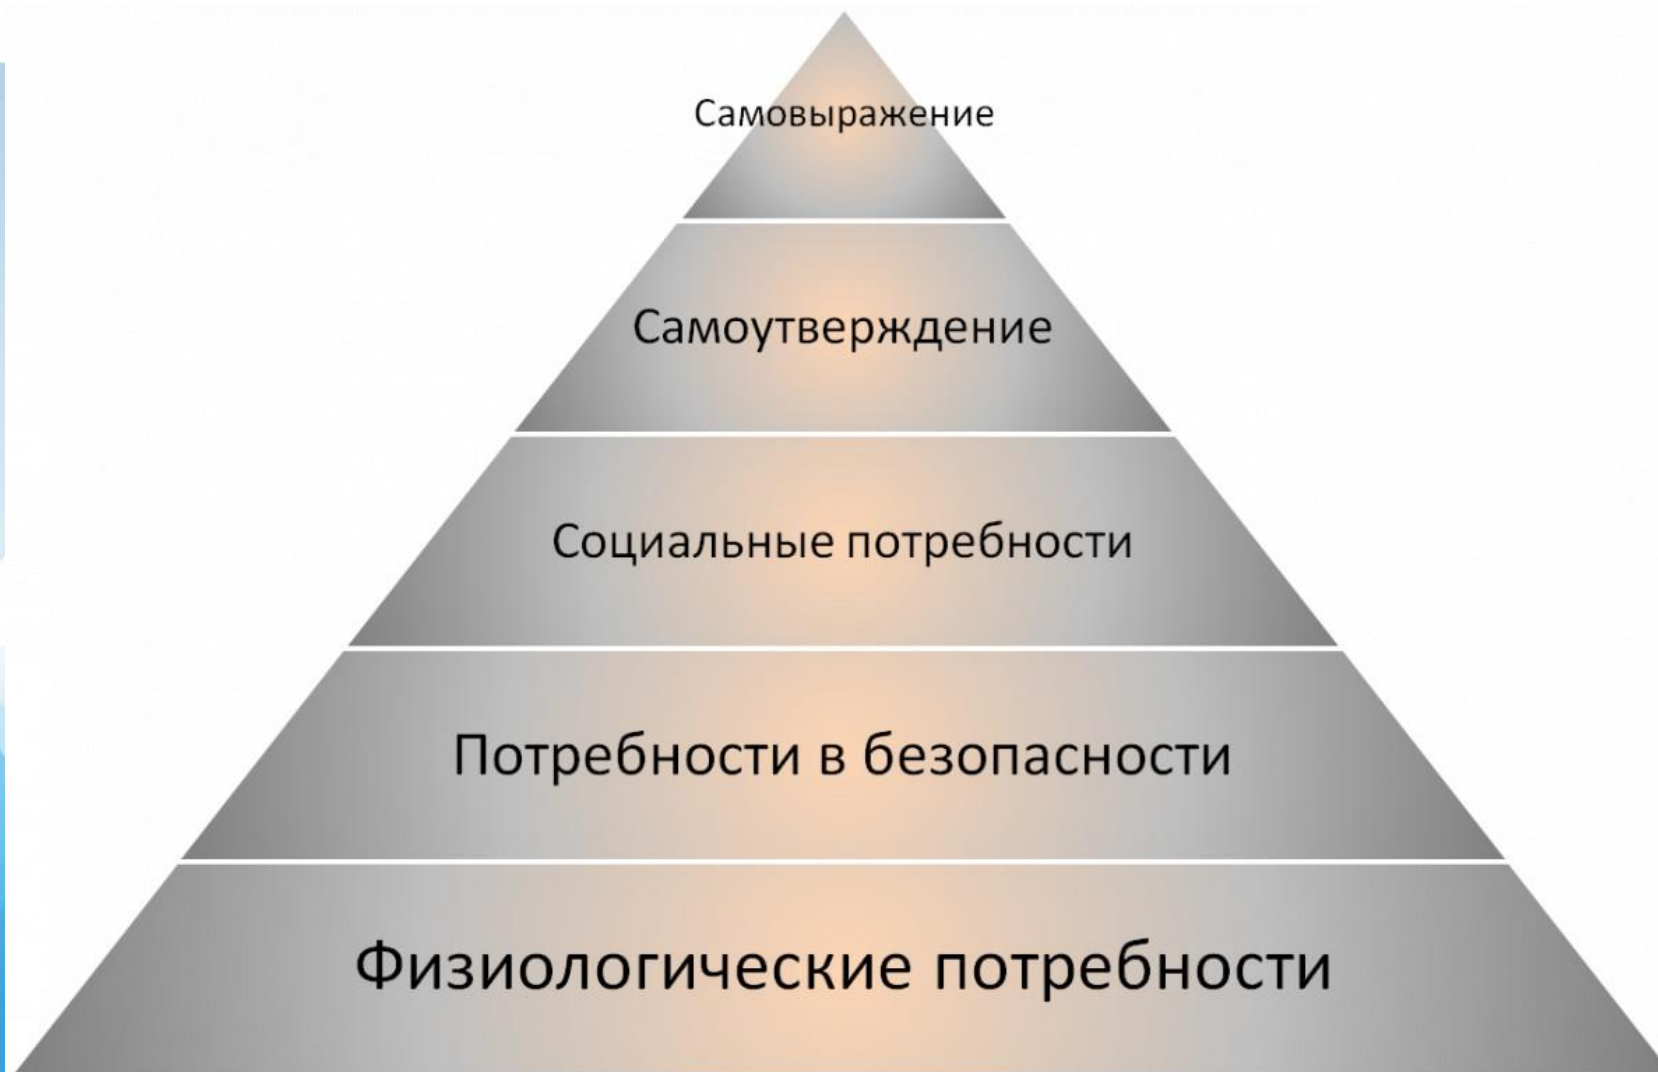 Самовыражение
Самоутверждение
Социальные потребности
Потребности в безопасности
Физиологические потребности